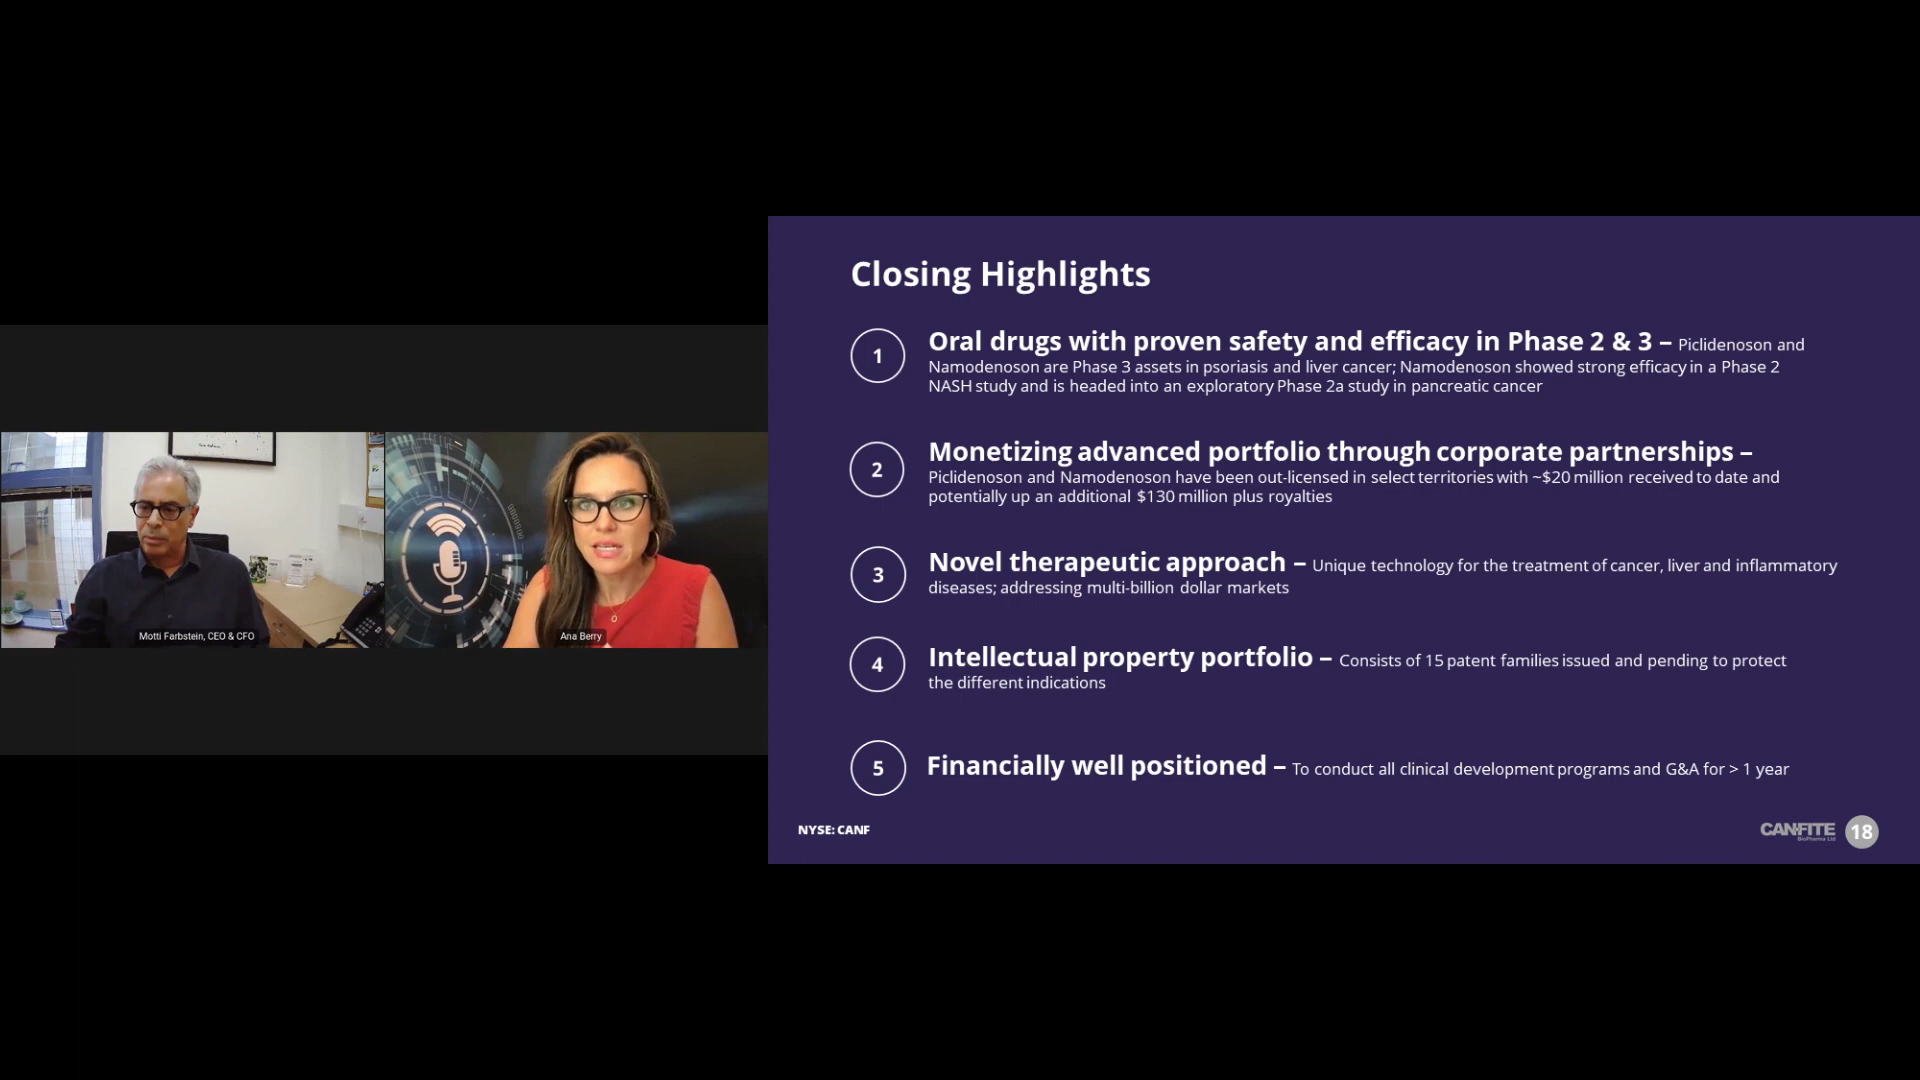 Closing Highlights
1
Oral drugs with proven safety and efficacy in Phase 2 & 3 – Piclidenoson and
Namodenoson are Phase 3 assets in psoriasis and liver cancer; Namodenoson showed strong efficacy in a Phase 2
NASH study and is headed into an exploratory Phase 2a study in pancreatic cancer
2
Monetizing advanced portfolio through corporate partnerships –
Piclidenoson and Namodenoson have been out-licensed in select territories with ~$20 million received to date and
potentially up an additional $130 million plus royalties
3
Novel therapeutic approach – Unique technology for the treatment of cancer, liver and inflammatory
diseases; addressing multi-billion dollar markets
4
Intellectual property portfolio – Consists of 15 patent families issued and pending to protect
the different indications
5
Financially well positioned – To conduct all clinical development programs and G&A for > 1 year
NYSE: CANF
CANFITE
BioPharma Ltd
18
Motti Farbstein, CEO & CFO
Ana Berry